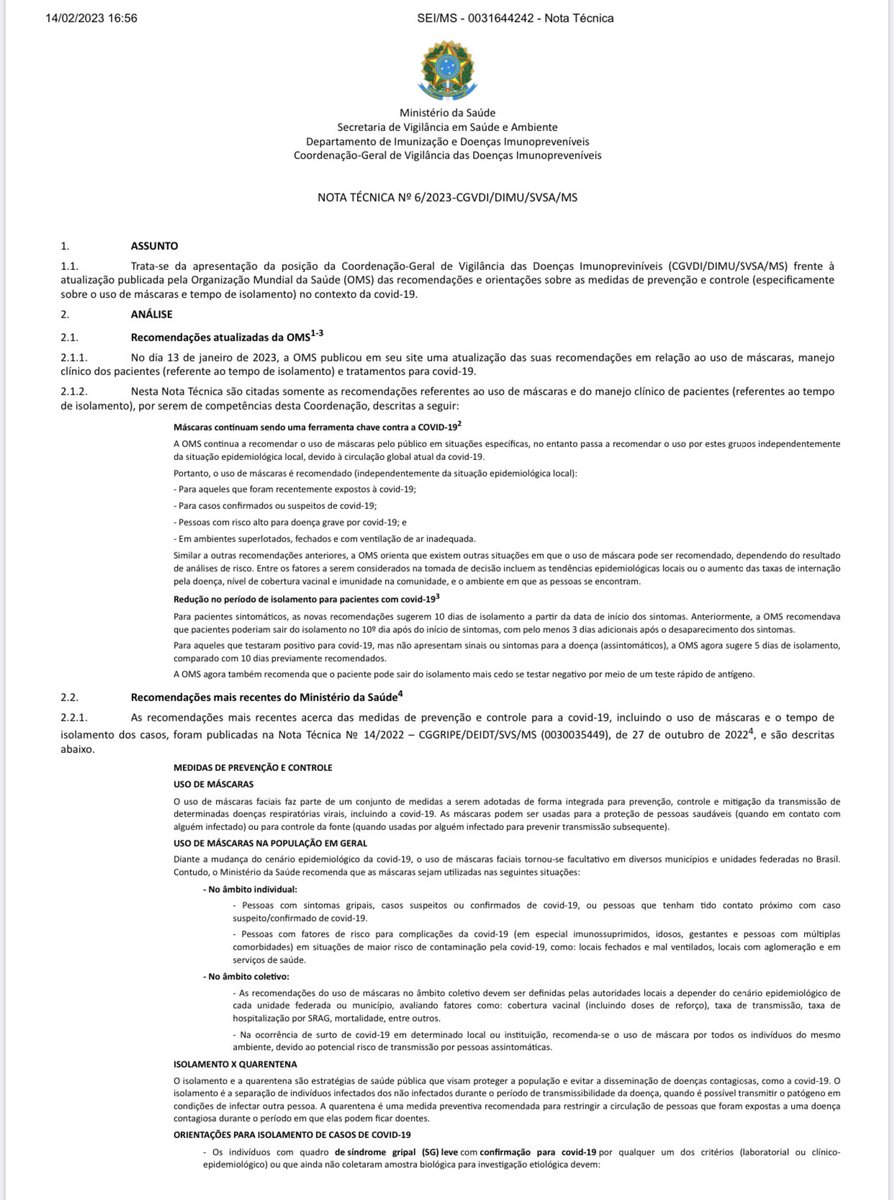 14/02/2023 16:56
SEI/MS - 0031644242 - Nota Técnica
Ministério da Saúde
Secretaria de Vigilância em Saúde e Ambiente
Departamento de Imunização e Doenças Imunopreveníveis
Coordenação-Geral de Vigilância das Doenças Imunopreveníveis
NOTA TÉCNICA Nº 6/2023-CGVDI/DIMU/SVSA/MS
1. ASSUNTO
1.1. Trata-se da apresentação da posição da Coordenação-Geral de Vigilância das Doenças Imunopreviníveis (CGVDI/DIMU/SVSA/MS) frente à
atualização publicada pela Organização Mundial da Saúde (OMS) das recomendações e orientações sobre as medidas de prevenção e controle (especificamente
sobre o uso de máscaras e tempo de isolamento) no contexto da covid-19.
2. ANÁLISE
2.1. Recomendações atualizadas da OMS1-3
2.1.1. No dia 13 de janeiro de 2023, a OMS publicou em seu site uma atualização das suas recomendações em relação ao uso de máscaras, manejo
clínico dos pacientes (referente ao tempo de isolamento) e tratamentos para covid-19.
2.1.2. Nesta Nota Técnica são citadas somente as recomendações referentes ao uso de máscaras e do manejo clínico de pacientes (referentes ao tempo
de isolamento), por serem de competências desta Coordenação, descritas a seguir:
Máscaras continuam sendo uma ferramenta chave contra a COVID-192
A OMS continua a recomendar o uso de máscaras pelo público em situações específicas, no entanto passa a recomendar o uso por estes grupos independentemente
da situação epidemiológica local, devido à circulação global atual da covid-19.
Portanto, o uso de máscaras é recomendado (independentemente da situação epidemiológica local):
- Para aqueles que foram recentemente expostos à covid-19;
- Para casos confirmados ou suspeitos de covid-19;
- Pessoas com risco alto para doença grave por covid-19; e
- Em ambientes superlotados, fechados e com ventilação de ar inadequada.
Similar a outras recomendações anteriores, a OMS orienta que existem outras situações em que o uso de máscara pode ser recomendado, dependendo do resultado
de análises de risco. Entre os fatores a serem considerados na tomada de decisão incluem as tendências epidemiológicas locais ou o aumento das taxas de internação
pela doença, nível de cobertura vacinal e imunidade na comunidade, e o ambiente em que as pessoas se encontram.
Redução no período de isolamento para pacientes com covid-193
Para pacientes sintomáticos, as novas recomendações sugerem 10 dias de isolamento a partir da data de início dos sintomas. Anteriormente, a OMS recomendava
que pacientes poderiam sair do isolamento no 10º dia após do início de sintomas, com pelo menos 3 dias adicionais após o desaparecimento dos sintomas.
Para aqueles que testaram positivo para covid-19, mas não apresentam sinais ou sintomas para a doença (assintomáticos), a OMS agora sugere 5 dias de isolamento,
comparado com 10 dias previamente recomendados.
A OMS agora também recomenda que o paciente pode sair do isolamento mais cedo se testar negativo por meio de um teste rápido de antígeno.
2.2. Recomendações mais recentes do Ministério da Saúde4
2.2.1. As recomendações mais recentes acerca das medidas de prevenção e controle para a covid-19, incluindo o uso de máscaras e o tempo de
isolamento dos casos, foram publicadas na Nota Técnica Nº 14/2022 – CGGRIPE/DEIDT/SVS/MS (0030035449), de 27 de outubro de 20224, e são descritas
abaixo.
MEDIDAS DE PREVENÇÃO E CONTROLE
USO DE MÁSCARAS
O uso de máscaras faciais faz parte de um conjunto de medidas a serem adotadas de forma integrada para prevenção, controle e mitigação da transmissão de
determinadas doenças respiratórias virais, incluindo a covid-19. As máscaras podem ser usadas para a proteção de pessoas saudáveis (quando em contato com
alguém infectado) ou para controle da fonte (quando usadas por alguém infectado para prevenir transmissão subsequente).
USO DE MÁSCARAS NA POPULAÇÃO EM GERAL
Diante a mudança do cenário epidemiológico da covid-19, o uso de máscaras faciais tornou-se facultativo em diversos municípios e unidades federadas no Brasil.
Contudo, o Ministério da Saúde recomenda que as máscaras sejam utilizadas nas seguintes situações:
- No âmbito individual:
- Pessoas com sintomas gripais, casos suspeitos ou confirmados de covid-19, ou pessoas que tenham tido contato próximo com caso
suspeito/confirmado de covid-19.
- Pessoas com fatores de risco para complicações da covid-19 (em especial imunossuprimidos, idosos, gestantes e pessoas com múltiplas
comorbidades) em situações de maior risco de contaminação pela covid-19, como: locais fechados e mal ventilados, locais com aglomeração e em
serviços de saúde.
- No âmbito coletivo:
- As recomendações do uso de máscaras no âmbito coletivo devem ser definidas pelas autoridades locais a depender do cenário epidemiológico de
cada unidade federada ou município, avaliando fatores como: cobertura vacinal (incluindo doses de reforço), taxa de transmissão, taxa de
hospitalização por SRAG, mortalidade, entre outros.
- Na ocorrência de surto de covid-19 em determinado local ou instituição, recomenda-se o uso de máscara por todos os indivíduos do mesmo
ambiente, devido ao potencial risco de transmissão por pessoas assintomáticas.
ISOLAMENTO X QUARENTENA
O isolamento e a quarentena são estratégias de saúde pública que visam proteger a população e evitar a disseminação de doenças contagiosas, como a covid-19. O
isolamento é a separação de indivíduos infectados dos não infectados durante o período de transmissibilidade da doença, quando é possível transmitir o patógeno em
condições de infectar outra pessoa. A quarentena é uma medida preventiva recomendada para restringir a circulação de pessoas que foram expostas a uma doença
contagiosa durante o período em que elas podem ficar doentes.
ORIENTAÇÕES PARA ISOLAMENTO DE CASOS DE COVID-19
- Os indivíduos com quadro de síndrome gripal (SG) leve com confirmação para covid-19 por qualquer um dos critérios (laboratorial ou clínico-
epidemiológico) ou que ainda não coletaram amostra biológica para investigação etiológica devem: